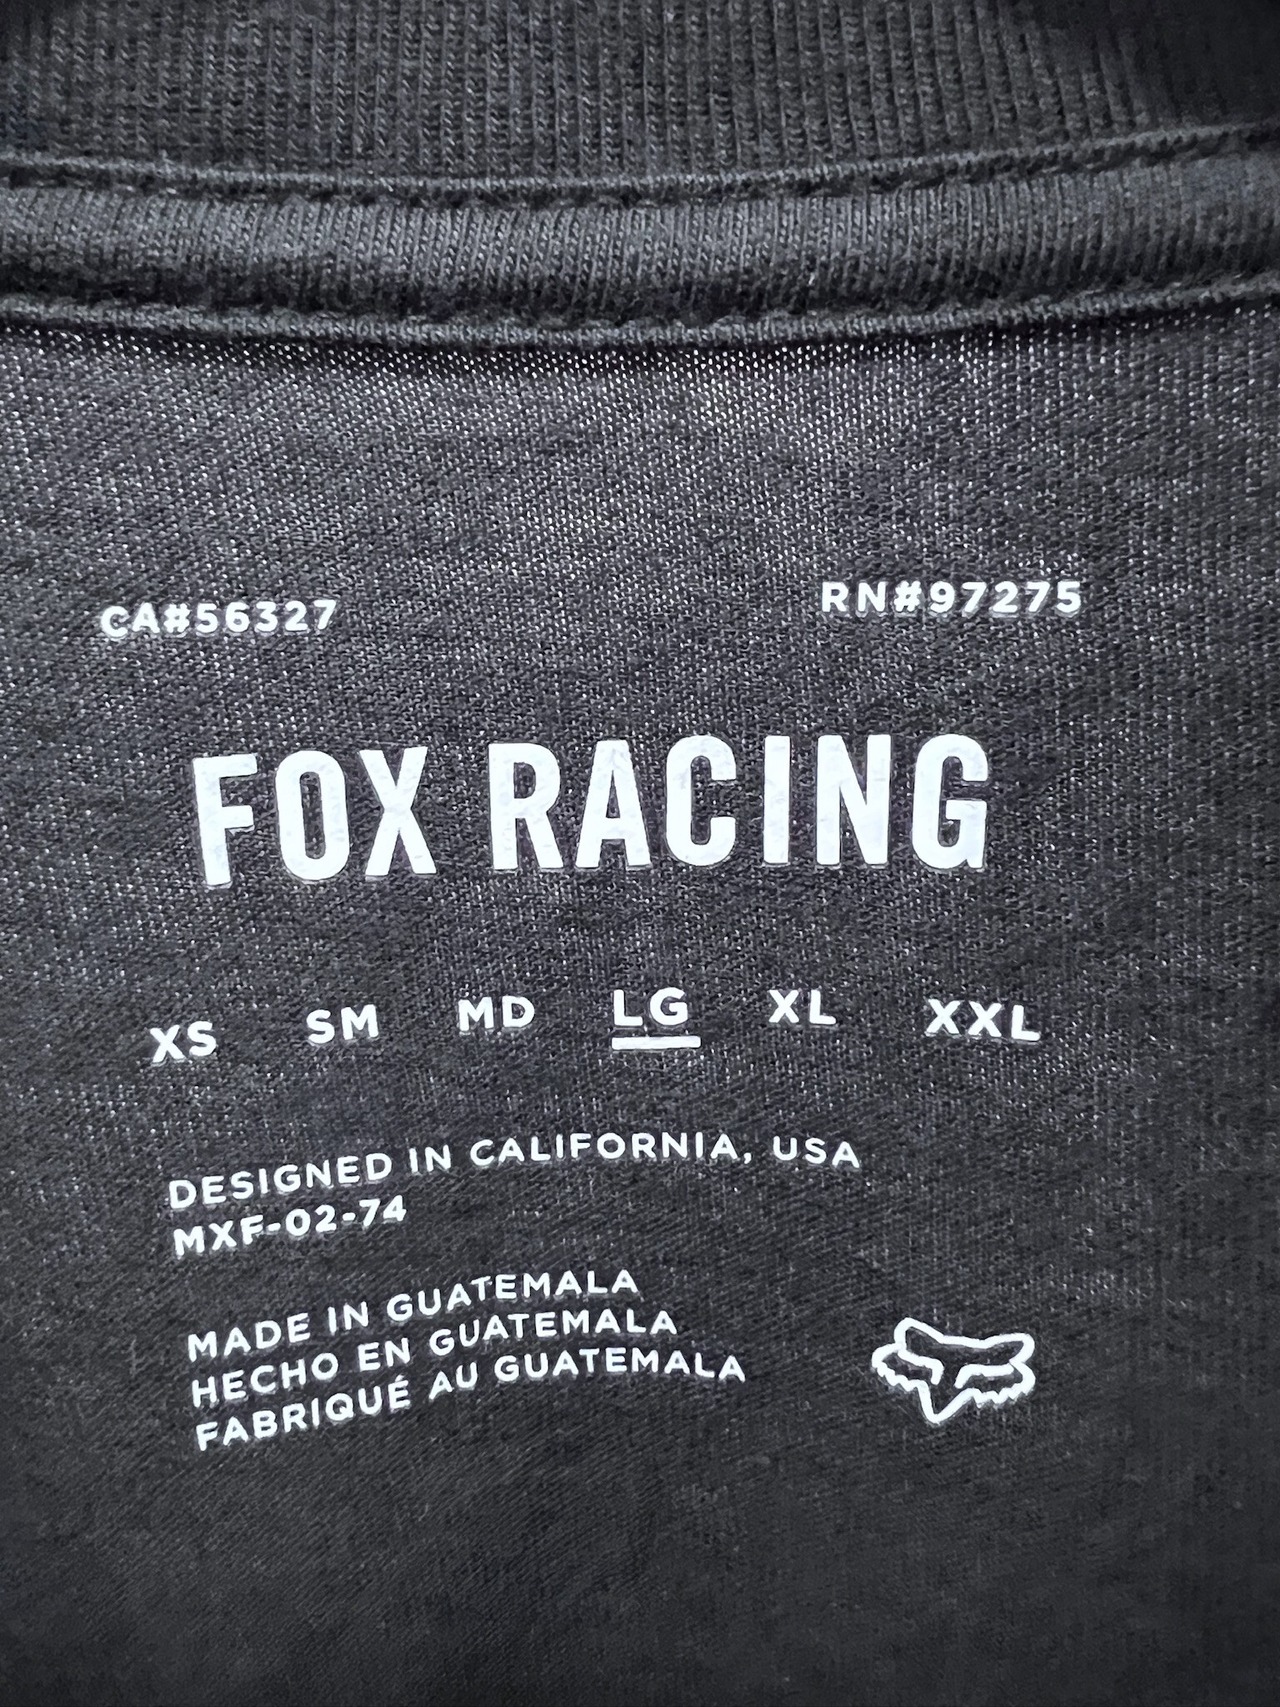 CA#56327 RN#97275
FOX RACING
XS SM MD LG XL XXL
DESIGNED IN CALIFORNIA, USA
MXF-02-74
MADE IN GUATEMALA
HECHO EN GUATEMALA
FABRIQUÉ AU GUATEMALA